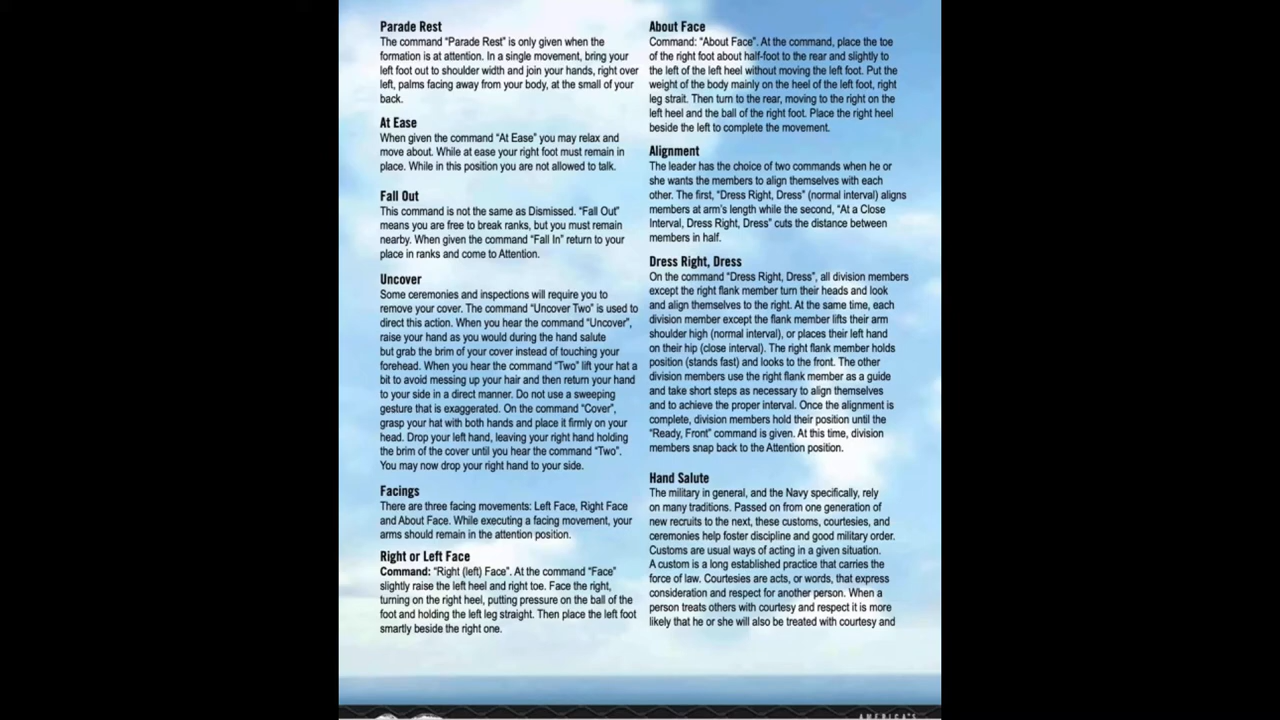 Parade Rest
The command “Parade Rest” is only given when the
formation is at attention. In a single movement, bring your
left foot out to shoulder width and join your hands, right over
left, palms facing away from your body, at the small of your
back.
At Ease
When given the command “At Ease” you may relax and
move about. While at ease your right foot must remain in
place. While in this position you are not allowed to talk.
Fall Out
This command is not the same as Dismissed. “Fall Out”
means you are free to break ranks, but you must remain
nearby. When given the command “Fall In” return to your
place in ranks and come to Attention.
Uncover
Some ceremonies and inspections will require you to
remove your cover. The command “Uncover Two” is used to
direct this action. When you hear the command “Uncover”,
raise your hand as you would during the hand salute
but grab the brim of your cover instead of touching your
forehead. When you hear the command “Two” lift your hat a
bit to avoid messing up your hair and then return your hand
to your side in a direct manner. Do not use a sweeping
gesture that is exaggerated. On the command “Cover”,
grasp your hat with both hands and place it firmly on your
head. Drop your left hand, leaving your right hand holding
the brim of the cover until you hear the command “Two”.
You may now drop your right hand to your side.
Facings
There are three facing movements: Left Face, Right Face
and About Face. While executing a facing movement, your
arms should remain in the attention position.
Right or Left Face
Command: “Right (left) Face”. At the command “Face”
slightly raise the left heel and right toe. Face the right,
turning on the right heel, putting pressure on the ball of the
foot and holding the left leg straight. Then place the left foot
smartly beside the right one.
About Face
Command: “About Face”. At the command, place the toe
of the right foot about half-foot to the rear and slightly to
the left of the left heel without moving the left foot. Put the
weight of the body mainly on the heel of the left foot, right
leg strait. Then turn to the rear, moving to the right on the
left heel and the ball of the right foot. Place the right heel
beside the left to complete the movement.
Alignment
The leader has the choice of two commands when he or
she wants the members to align themselves with each
other. The first, “Dress Right, Dress” (normal interval) aligns
members at arm’s length while the second, “At a Close
Interval, Dress Right, Dress” cuts the distance between
members in half.
Dress Right, Dress
On the command “Dress Right, Dress”, all division members
except the right flank member turn their heads and look
and align themselves to the right. At the same time, each
division member except the flank member lifts their arm
shoulder high (normal interval), or places their left hand
on their hip (close interval). The right flank member holds
position (stands fast) and looks to the front. The other
division members use the right flank member as a guide
and take short steps as necessary to align themselves
and to achieve the proper interval. Once the alignment is
complete, division members hold their position until the
“Ready, Front” command is given. At this time, division
members snap back to the Attention position.
Hand Salute
The military in general, and the Navy specifically, rely
on many traditions. Passed on from one generation of
new recruits to the next, these customs, courtesies, and
ceremonies help foster discipline and good military order.
Customs are usual ways of acting in a given situation.
A custom is a long established practice that carries the
force of law. Courtesies are acts, or words, that express
consideration and respect for another person. When a
person treats others with courtesy and respect it is more
likely that he or she will also be treated with courtesy and
AMERICA'S